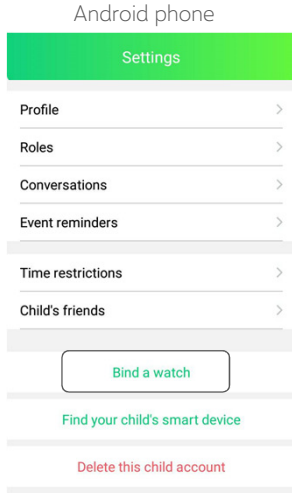 Android phone
Settings
Profile
Roles
Conversations
Event reminders
Time restrictions
Child's friends
Bind a watch
Find your child's smart device
Delete this child account